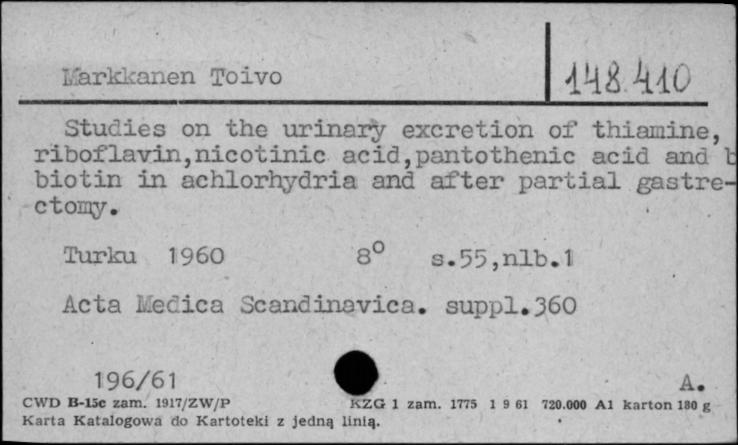 Markkanen Toivo 148.410
Studies on the urinary excretion of thiamine,
riboflavin,nicotinic acid,pantothenic acid and b
biotin in achlorhydria and after partial gastre-
-ctomy.
Turku 1960 8° s.55,nlb.1
Acta Medica Scandinavica. suppl.360
196/61 A.
CWD B-15c zam. 1917/ZW/P KZG 1 zam. 1775 1 9 61 720.000 A1 karton 180 g
Karta Katalogowa do Kartoteki z jedną linią.